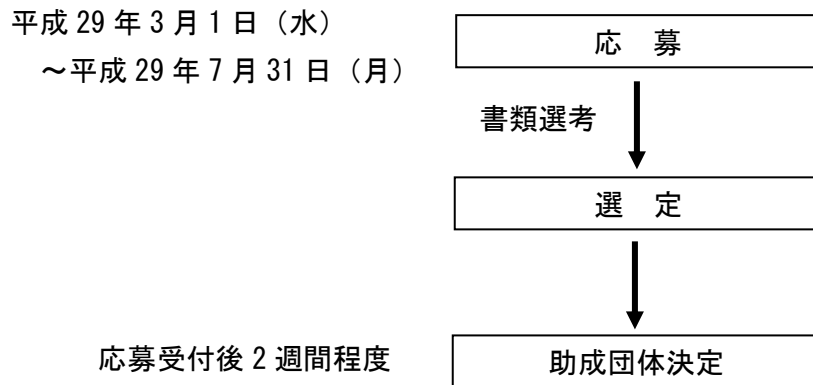 平成 29 年 3 月 1 日（水）
～平成 29 年 7 月 31 日（月）
応　募
書類選考
選　定
応募受付後 2 週間程度
助成団体決定